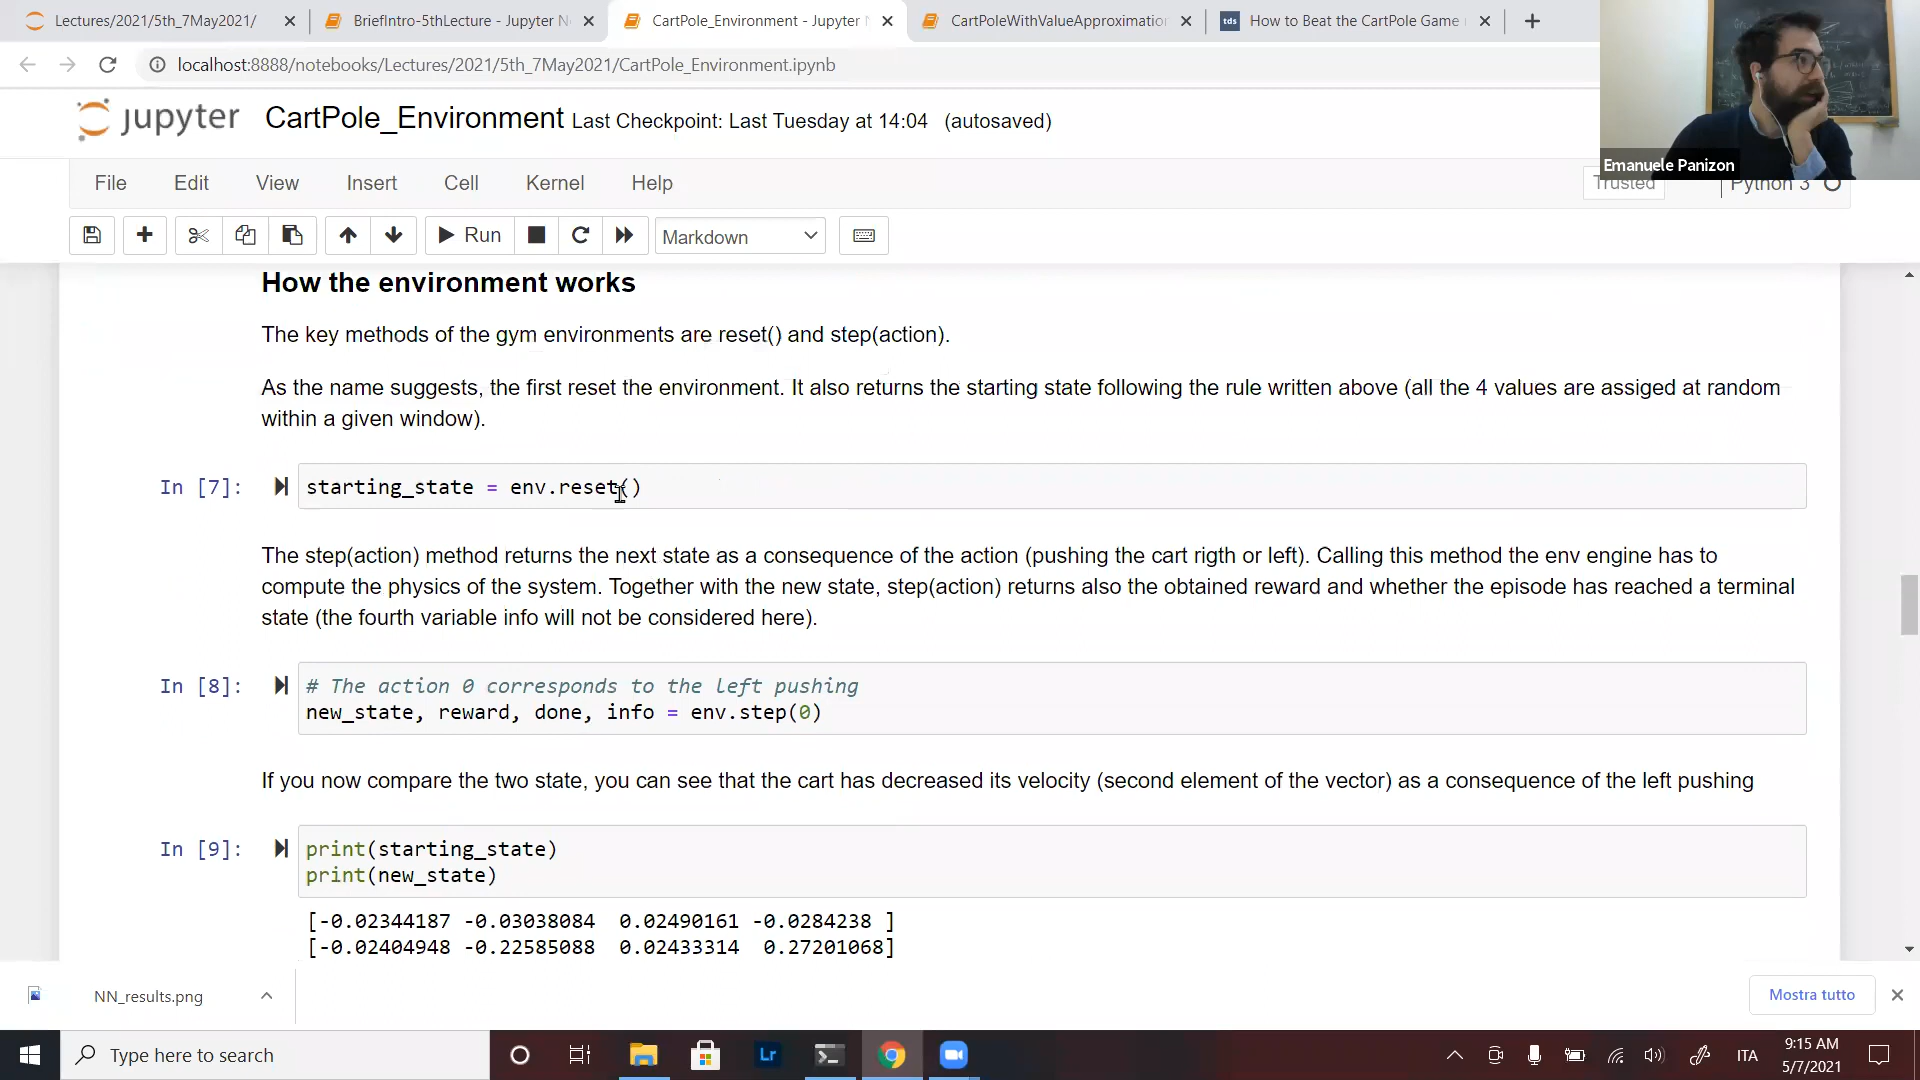 Lectures/2021/5th_7May2021/
BriefIntro-5thLecture - Jupyter N
CartPole_Environment - Jupyter
CartPoleWithValueApproximation
tds How to Beat the CartPole Game
localhost:8888/notebooks/Lectures/2021/5th_7May2021/CartPole_Environment.ipynb
Emanuele Panizon
jupyter CartPole_Environment Last Checkpoint: Last Tuesday at 14:04 (autosaved)
File Edit View Insert Cell Kernel Help Trusted Python 3
Run Markdown
How the environment works
The key methods of the gym environments are reset() and step(action).
As the name suggests, the first reset the environment. It also returns the starting state following the rule written above (all the 4 values are assiged at random
within a given window).
In [7]: starting_state = env.reset()
The step(action) method returns the next state as a consequence of the action (pushing the cart rigth or left). Calling this method the env engine has to
compute the physics of the system. Together with the new state, step(action) returns also the obtained reward and whether the episode has reached a terminal
state (the fourth variable info will not be considered here).
In [8]: # The action 0 corresponds to the left pushing
new_state, reward, done, info = env.step(0)
If you now compare the two state, you can see that the cart has decreased its velocity (second element of the vector) as a consequence of the left pushing
In [9]: print(starting_state)
print(new_state)
[-0.02344187 -0.03038084 0.02490161 -0.0284238 ]
[-0.02404948 -0.22585088 0.02433314 0.27201068]
NN_results.png
Mostra tutto
Type here to search
Lr
ITA
9:15 AM
5/7/2021